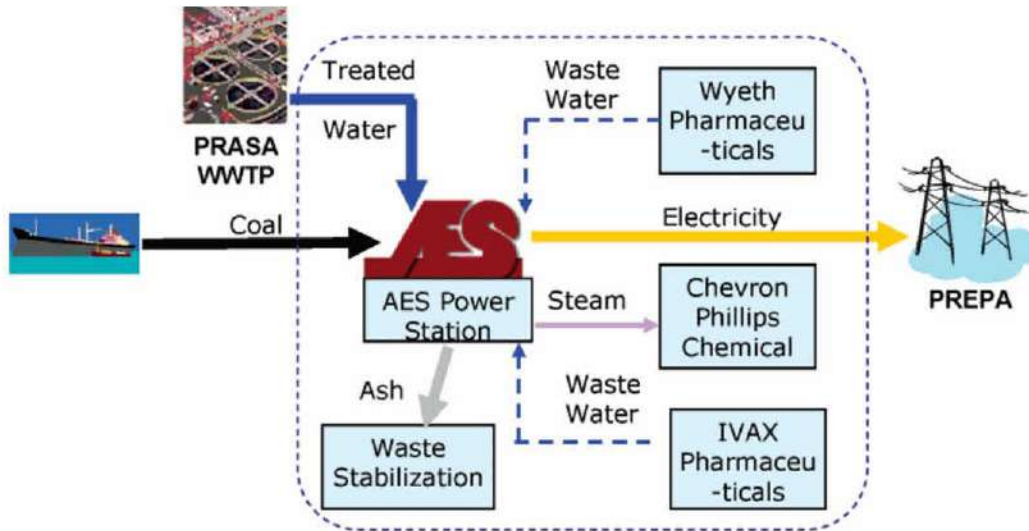 Treated
Water
PRASA
WWTP
Waste
Water
Wyeth
Pharmaceu
-ticals
Coal
AES
Electricity
PREPA
AES Power
Station
Steam
Chevron
Phillips
Chemical
Ash
Waste
Water
Waste
Stabilization
IVAX
Pharmaceu
-ticals